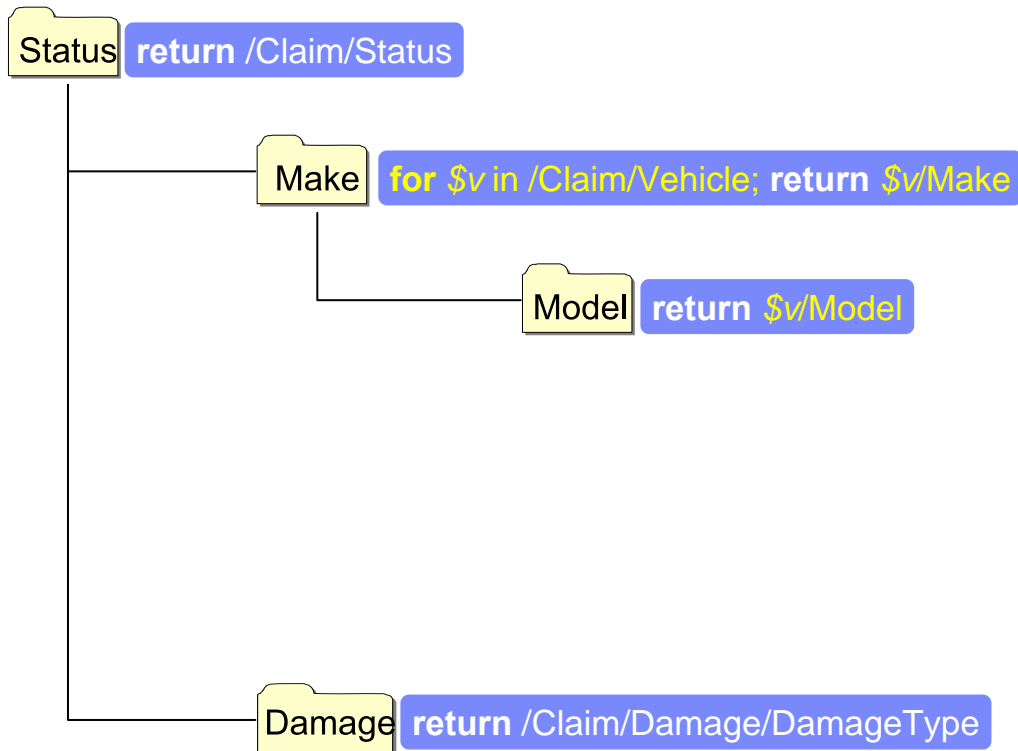 Status return /Claim/Status
Make for $v in /Claim/Vehicle; return $v/Make
Model return $v/Model
Damage return /Claim/Damage/DamageType